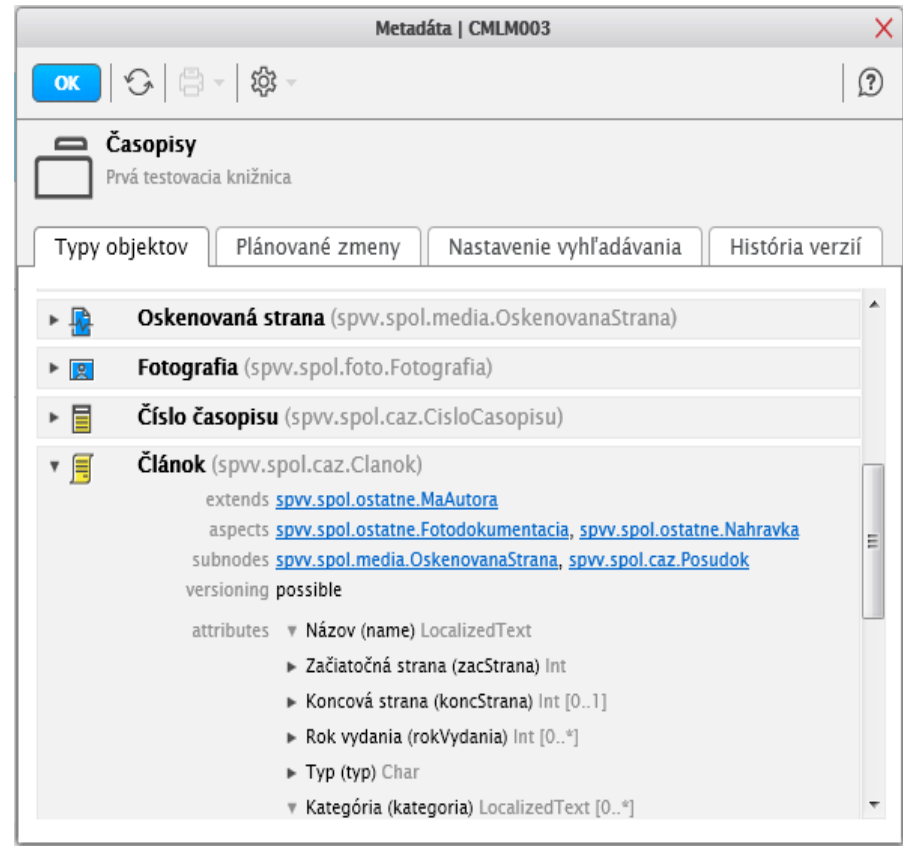 Metadáta | CMLM003
OK
Časopisy
Prvá testovacia knižnica
Typy objektov Plánované zmeny Nastavenie vyhľadávania História verzií
Oskenovaná strana (spvv.spol.media.OskenovanaStrana)
Fotografia (spvv.spol.foto.Fotografia)
Číslo časopisu (spvv.spol.caz.CisloCasopisu)
Článok (spvv.spol.caz.Clanok)
extends spvv.spol.ostatne.MaAutora
aspects spvv.spol.ostatne.Fotodokumentacia, spvv.spol.ostatne.Nahravka
subnodes spvv.spol.media.OskenovanaStrana, spvv.spol.caz.Posudok
versioning possible
attributes Názov (name) LocalizedText
Začiatočná strana (zacStrana) Int
Koncová strana (koncStrana) Int [0..1]
Rok vydania (rokVydania) Int [0..*]
Typ (typ) Char
Kategória (kategoria) LocalizedText [0..*]